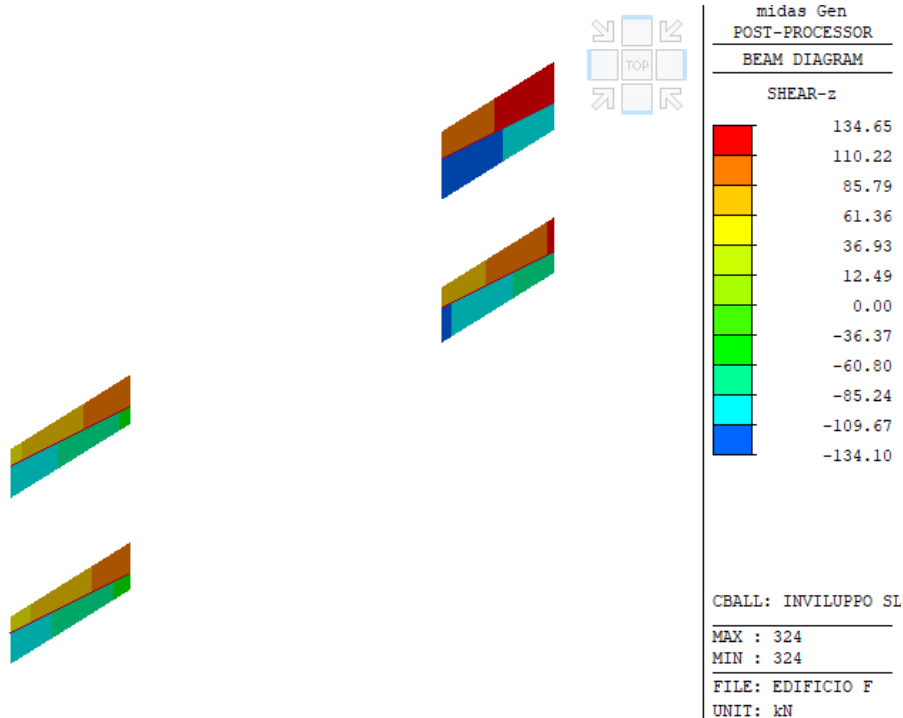 TOP
midas Gen
POST-PROCESSOR
BEAM DIAGRAM
SHEAR-z
134.65
110.22
85.79
61.36
36.93
12.49
0.00
-36.37
-60.80
-85.24
-109.67
-134.10
CBALL: INVILUPPO SL
MAX : 324
MIN : 324
FILE: EDIFICIO F
UNIT: kN